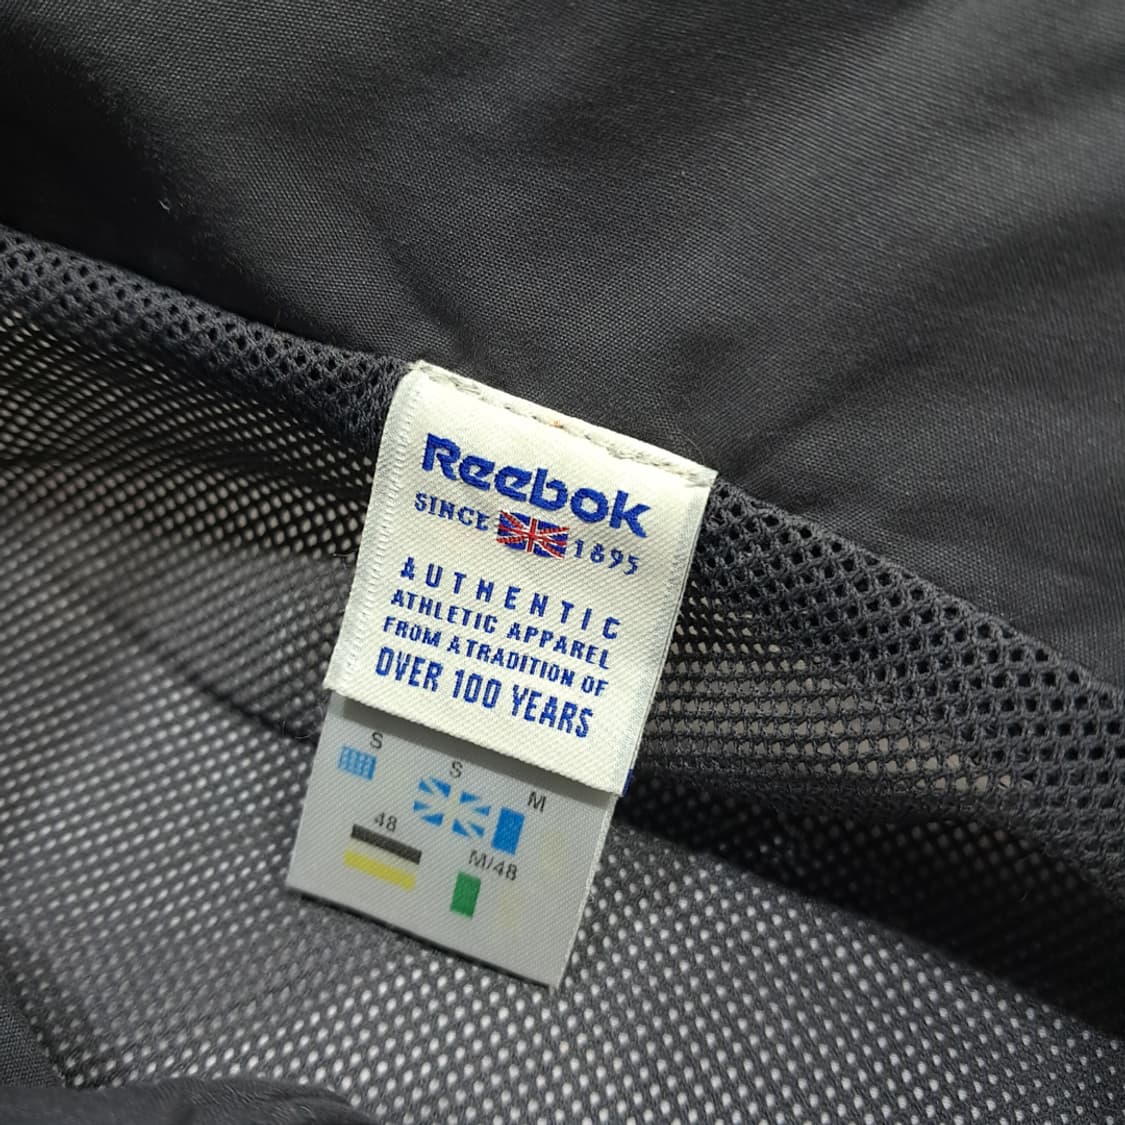 Reebok
SINCE 1895
AUTHENTIC
ATHLETIC APPAREL
FROM A TRADITION OF
OVER 100 YEARS
S
S
M
48
M/48